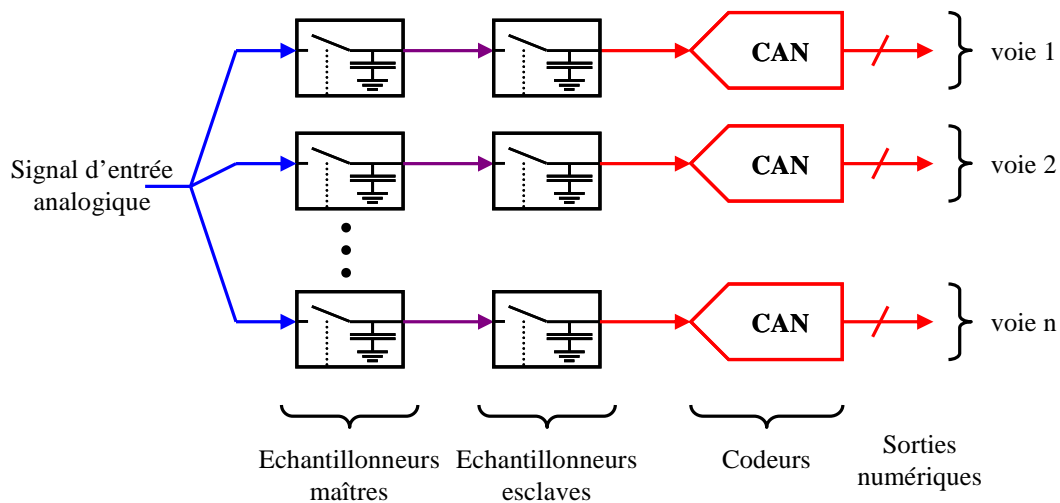 CAN
voie 1
Signal d'entrée
analogique
CAN
voie 2
CAN
voie n
Echantillonneurs
maîtres
Echantillonneurs
esclaves
Codeurs
Sorties
numériques